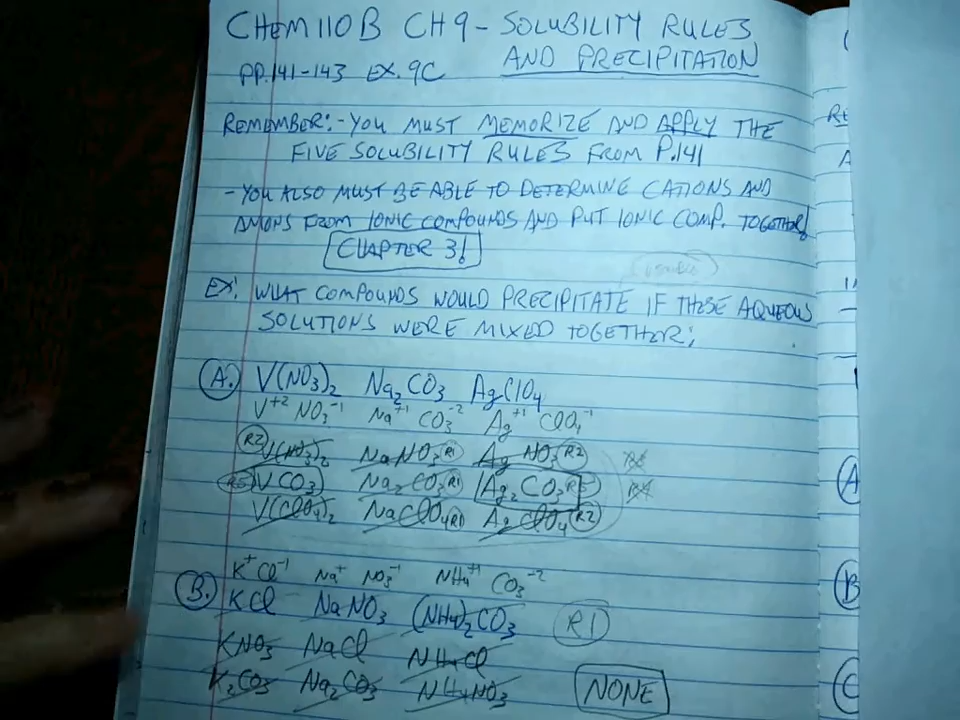 CHEM 110B CH 9 - SOLUBILITY RULES
AND PRECIPITATION
PP. 141-143 EX. 9C
REMEMBER: - YOU MUST MEMORIZE AND APPLY THE
FIVE SOLUBILITY RULES FROM P. 141
- YOU ALSO MUST BE ABLE TO DETERMINE CATIONS AND
ANIONS FROM IONIC COMPOUNDS AND PUT IONIC COMP. TOGETHER!
CHAPTER 3!
EX: WHAT COMPOUNDS WOULD PRECIPITATE IF THESE AQUEOUS
SOLUTIONS WERE MIXED TOGETHER:
A. V(NO3)2 Na2CO3 AgClO4
V+2 NO3-1 Na+1 CO3-2 Ag+1 ClO4-1
R2 V(NO3)2 NaNO3 R1 AgNO3 R2
R5 VCO3 Na2CO3 R1 Ag2CO3 R5
V(ClO4)2 NaClO4 R1 AgClO4 R2
K+ Cl-1 Na+ NO3-1 NH4+1 CO3-2
B. KCl NaNO3 (NH4)2CO3 R1
KNO3 NaCl NH4Cl
K2CO3 Na2CO3 NH4NO3 NONE
RE
A
A
B
C